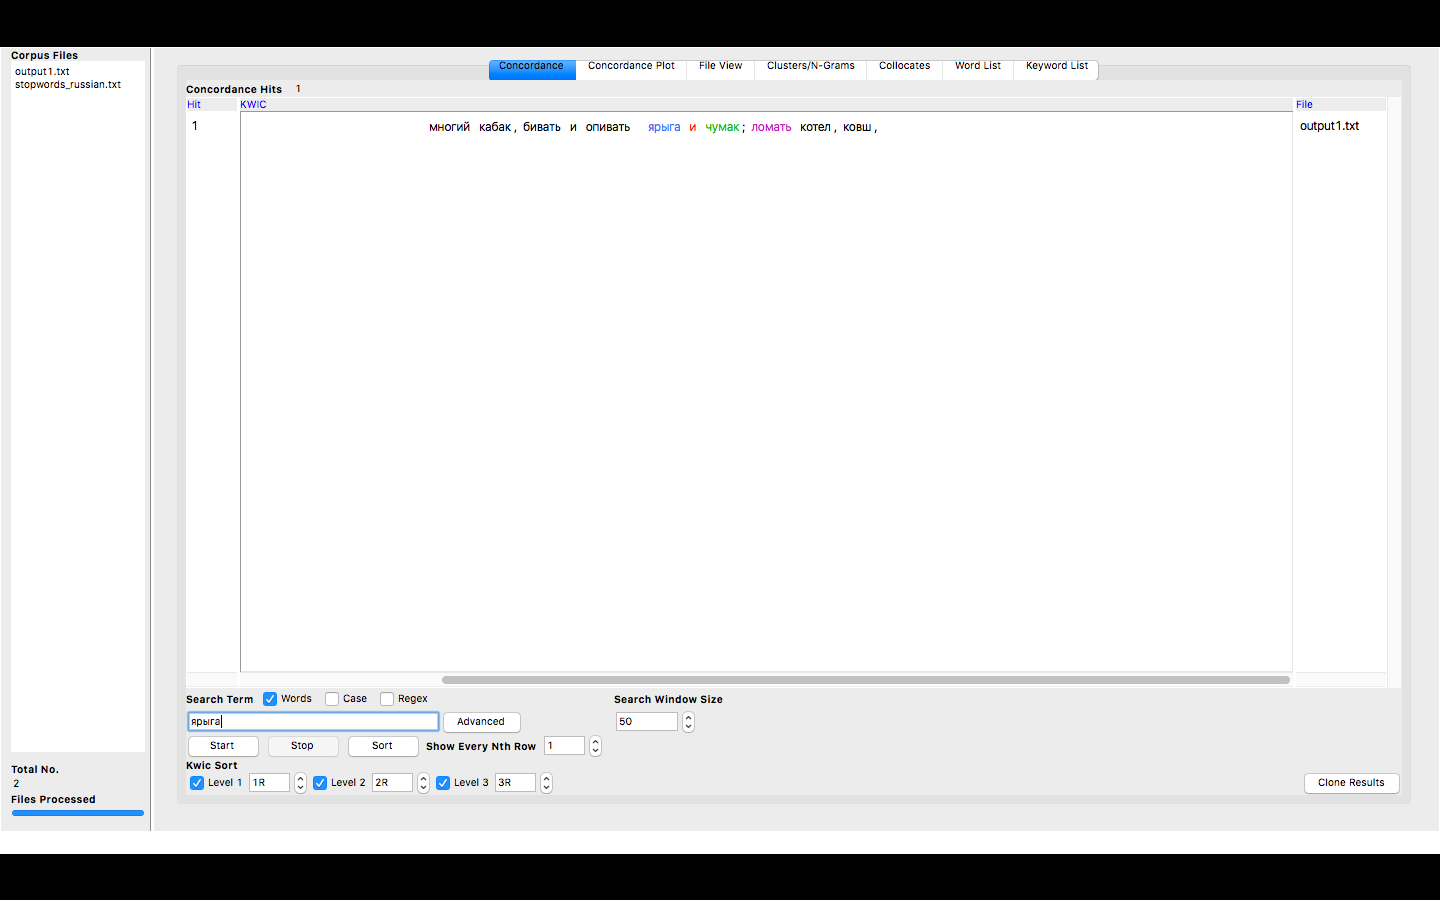 Corpus Files
output1.txt
stopwords_russian.txt
Total No.
2
Files Processed
Concordance Concordance Plot File View Clusters/N-Grams Collocates Word List Keyword List
Concordance Hits 1
Hit KWIC File
1 многий кабак, бивать и опивать ярыга и чумак; ломать котел, ковш, output1.txt
Search Term Words Case Regex Search Window Size
ярыга Advanced 50
Start Stop Sort Show Every Nth Row 1
Kwic Sort
Level 1 1R Level 2 2R Level 3 3R Clone Results